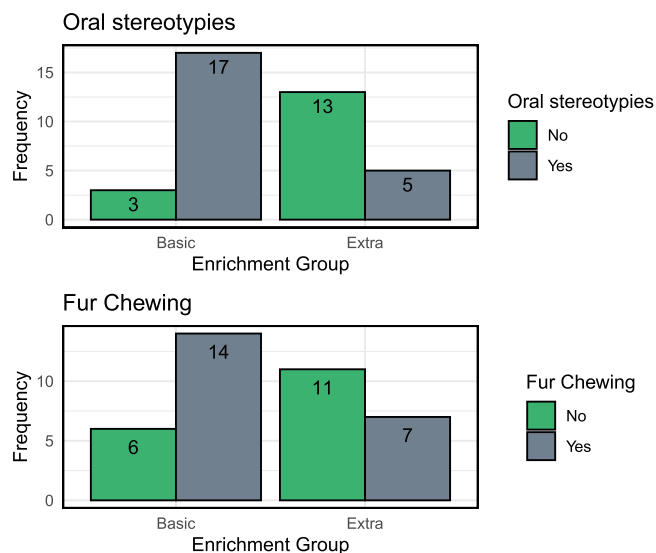 Oral stereotypies
15
10
5
0
Frequency
3
17
13
5
Basic
Extra
Enrichment Group
Oral stereotypies
No
Yes
Fur Chewing
10
5
0
Frequency
6
14
11
7
Basic
Extra
Enrichment Group
Fur Chewing
No
Yes